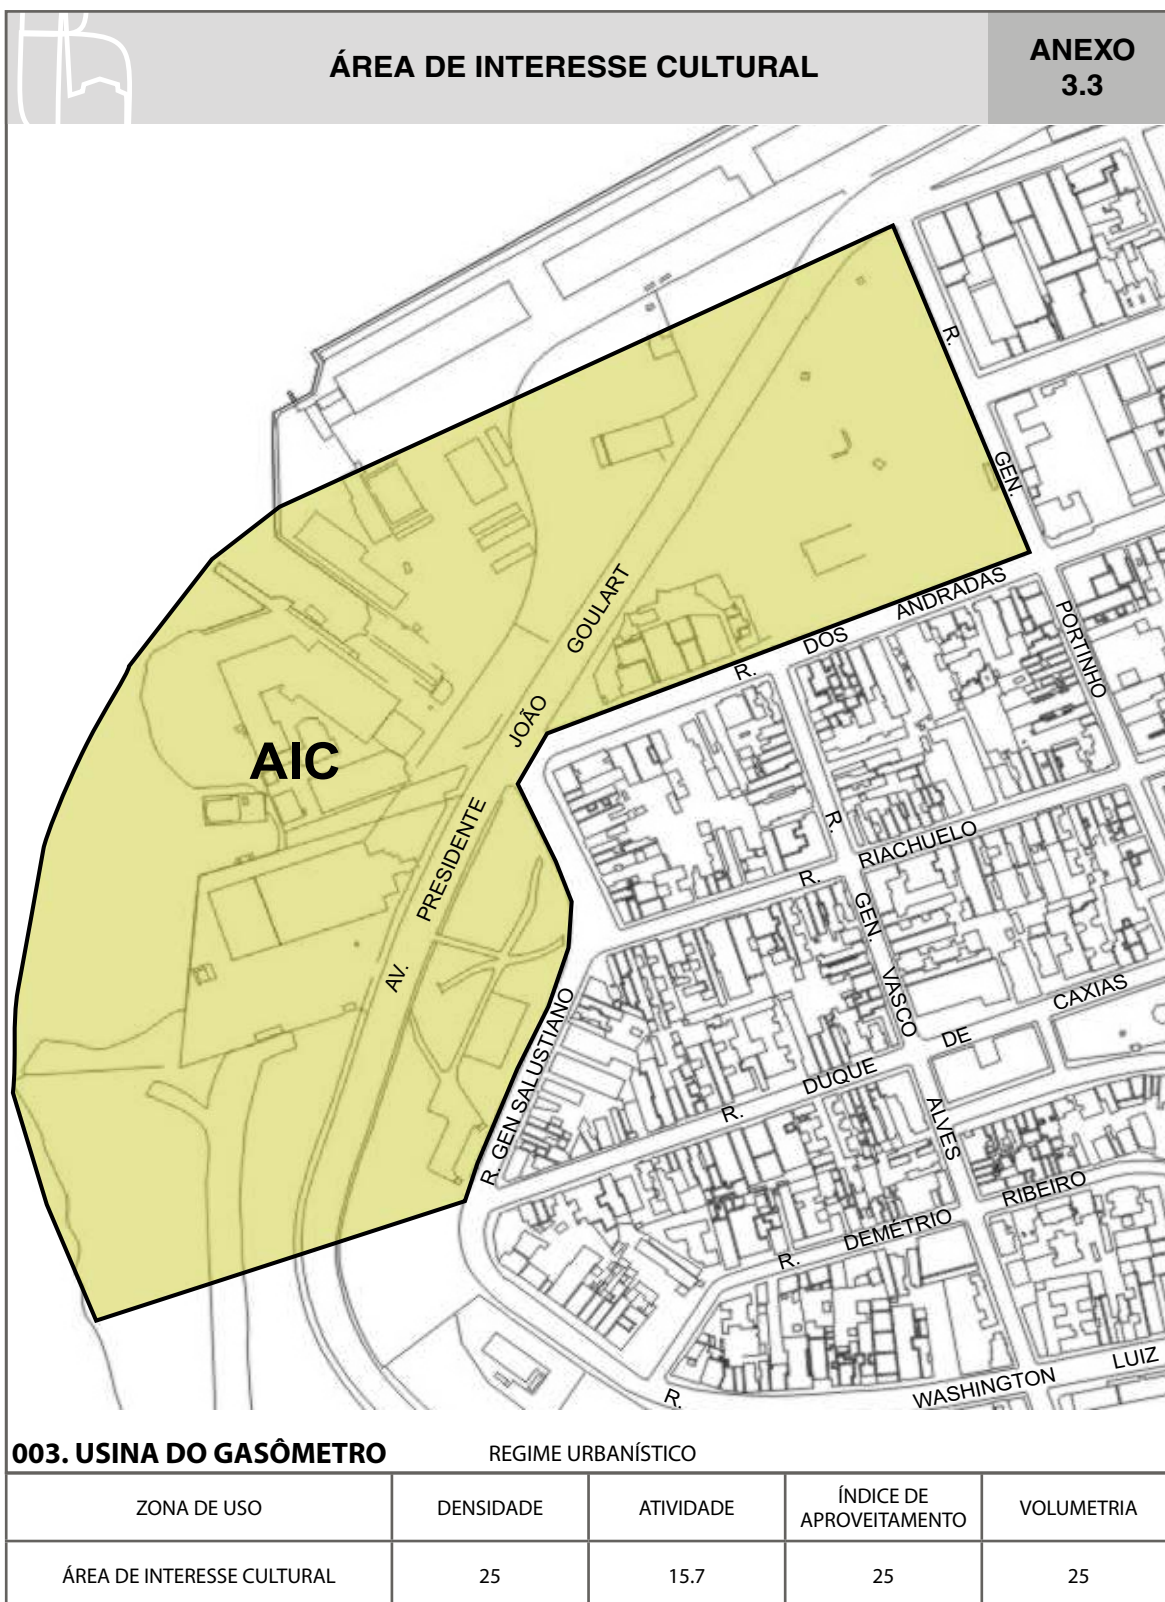 ÁREA DE INTERESSE CULTURAL
ANEXO
3.3
R. GEN. PORTINHO
R. DOS ANDRADAS
AV. PRESIDENTE JOÃO GOULART
AIC
R. RIACHUELO
R. GEN. VASCO ALVES
R. GEN SALUSTIANO
R. DUQUE DE CAXIAS
R. DEMÉTRIO RIBEIRO
R. WASHINGTON LUIZ
003. USINA DO GASÔMETRO
REGIME URBANÍSTICO
ZONA DE USO
DENSIDADE
ATIVIDADE
ÍNDICE DE
APROVEITAMENTO
VOLUMETRIA
ÁREA DE INTERESSE CULTURAL
25
15.7
25
25